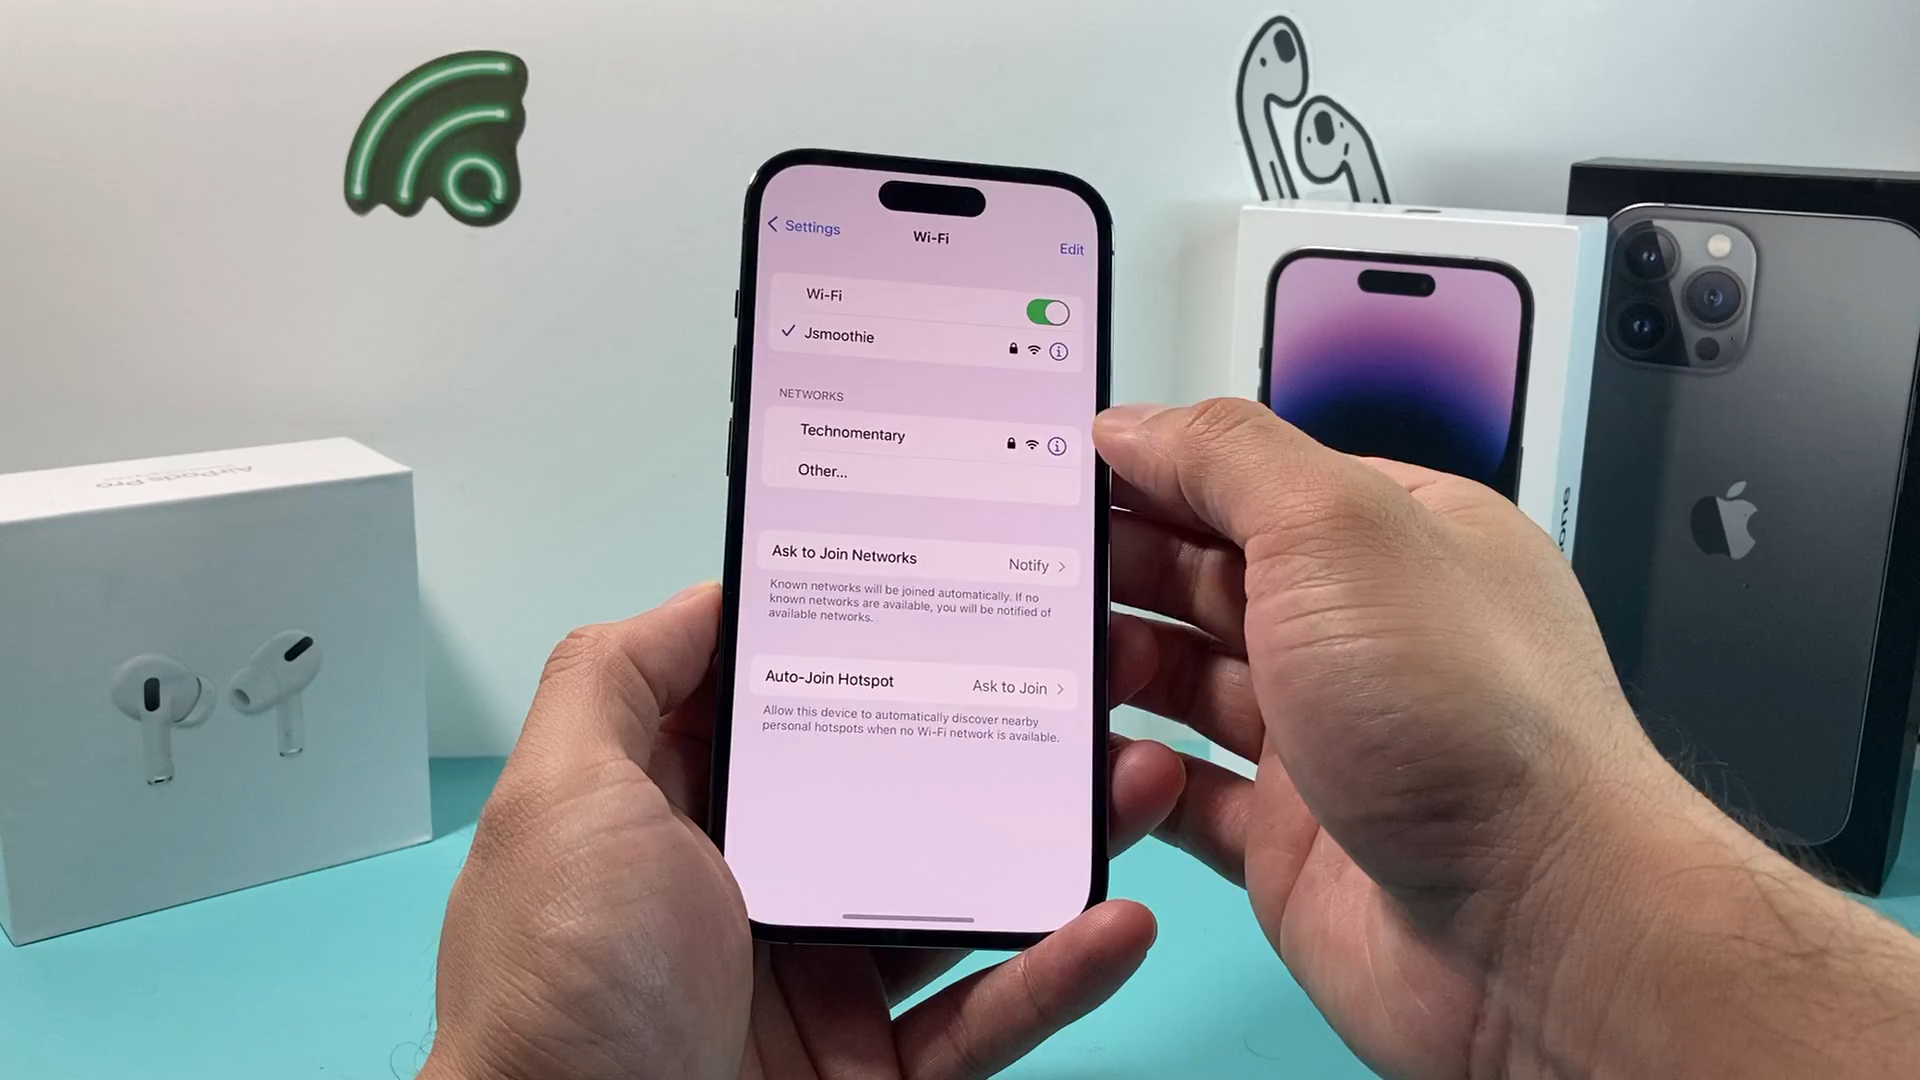 Settings
Wi-Fi
Edit
Wi-Fi
Jsmoothie
NETWORKS
Technomentary
Other...
Ask to Join Networks Notify
Known networks will be joined automatically. If no
known networks are available, you will be notified of
available networks.
Auto-Join Hotspot Ask to Join
Allow this device to automatically discover nearby
personal hotspots when no Wi-Fi network is available.
AirPods Pro